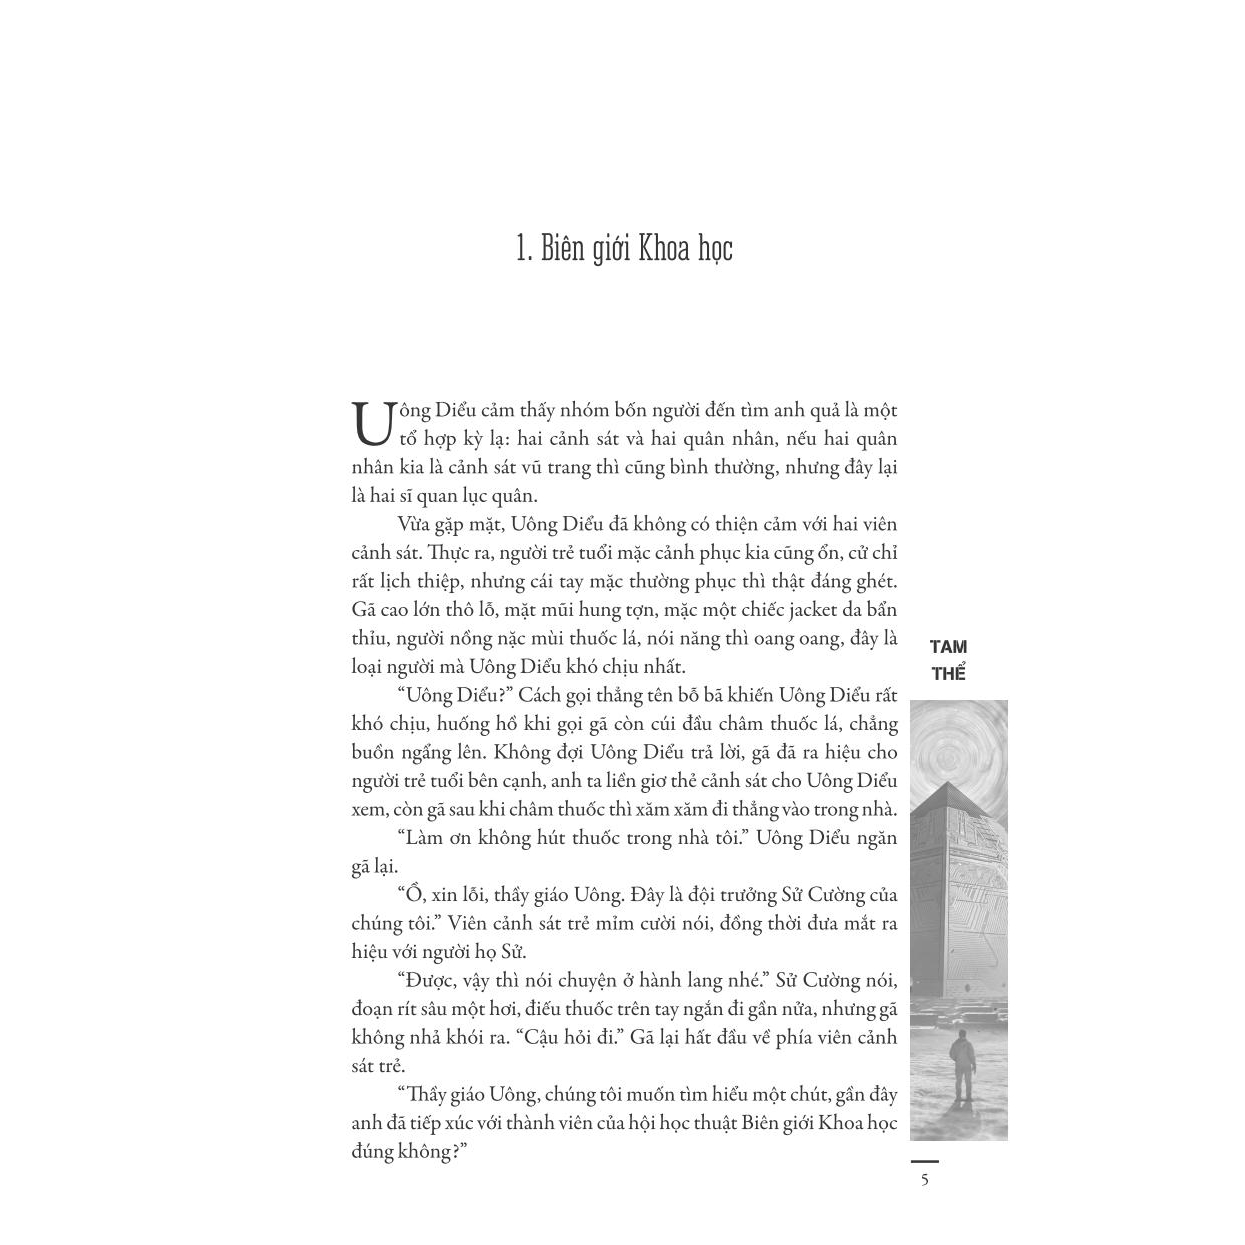 1. Biên giới Khoa học
Uông Diểu cảm thấy nhóm bốn người đến tìm anh quả là một
tổ hợp kỳ lạ: hai cảnh sát và hai quân nhân, nếu hai quân
nhân kia là cảnh sát vũ trang thì cũng bình thường, nhưng đây lại
là hai sĩ quan lục quân.
Vừa gặp mặt, Uông Diểu đã không có thiện cảm với hai viên
cảnh sát. Thực ra, người trẻ tuổi mặc cảnh phục kia cũng ổn, cử chỉ
rất lịch thiệp, nhưng cái tay mặc thường phục thì thật đáng ghét.
Gã cao lớn thô lỗ, mặt mũi hung tợn, mặc một chiếc jacket da bẩn
thỉu, người nồng nặc mùi thuốc lá, nói năng thì oang oang, đây là
loại người mà Uông Diểu khó chịu nhất.
“Uông Diểu?” Cách gọi thẳng tên bỗ bã khiến Uông Diểu rất
khó chịu, huống hồ khi gọi gã còn cúi đầu châm thuốc lá, chẳng
buồn ngẩng lên. Không đợi Uông Diểu trả lời, gã đã ra hiệu cho
người trẻ tuổi bên cạnh, anh ta liền giơ thẻ cảnh sát cho Uông Diểu
xem, còn gã sau khi châm thuốc thì xăm xăm đi thẳng vào trong nhà.
“Làm ơn không hút thuốc trong nhà tôi.” Uông Diểu ngăn
gã lại.
“Ồ, xin lỗi, thầy giáo Uông. Đây là đội trưởng Sử Cường của
chúng tôi.” Viên cảnh sát trẻ mỉm cười nói, đồng thời đưa mắt ra
hiệu với người họ Sử.
“Được, vậy thì nói chuyện ở hành lang nhé.” Sử Cường nói,
đoạn rít sâu một hơi, điếu thuốc trên tay ngắn đi gần nửa, nhưng gã
không nhả khói ra. “Cậu hỏi đi.” Gã lại hất đầu về phía viên cảnh
sát trẻ.
“Thầy giáo Uông, chúng tôi muốn tìm hiểu một chút, gần đây
anh đã tiếp xúc với thành viên của hội học thuật Biên giới Khoa học
đúng không?”
TAM
THỂ
5